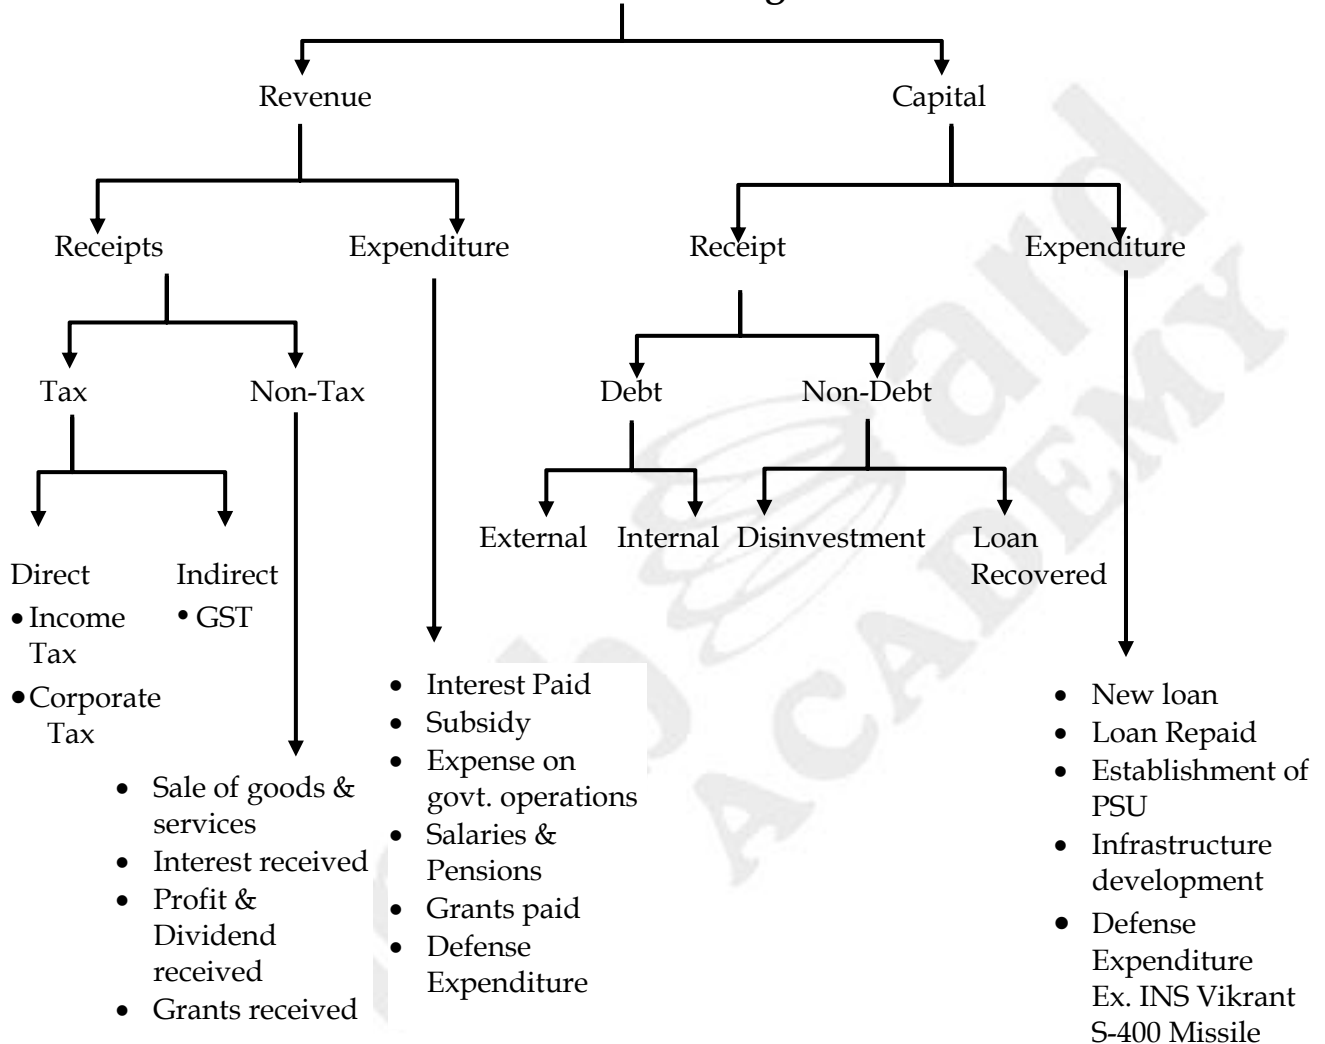 Revenue
Capital
Receipts
Expenditure
Receipt
Expenditure
Tax
Non-Tax
Debt
Non-Debt
External
Internal
Disinvestment
Loan
Recovered
Direct
• Income
Tax
• Corporate
Tax
Indirect
• GST
• Sale of goods &
services
• Interest received
• Profit &
Dividend
received
• Grants received
• Interest Paid
• Subsidy
• Expense on
govt. operations
• Salaries &
Pensions
• Grants paid
• Defense
Expenditure
• New loan
• Loan Repaid
• Establishment of
PSU
• Infrastructure
development
• Defense
Expenditure
Ex. INS Vikrant
S-400 Missile
ard
ACADEMY